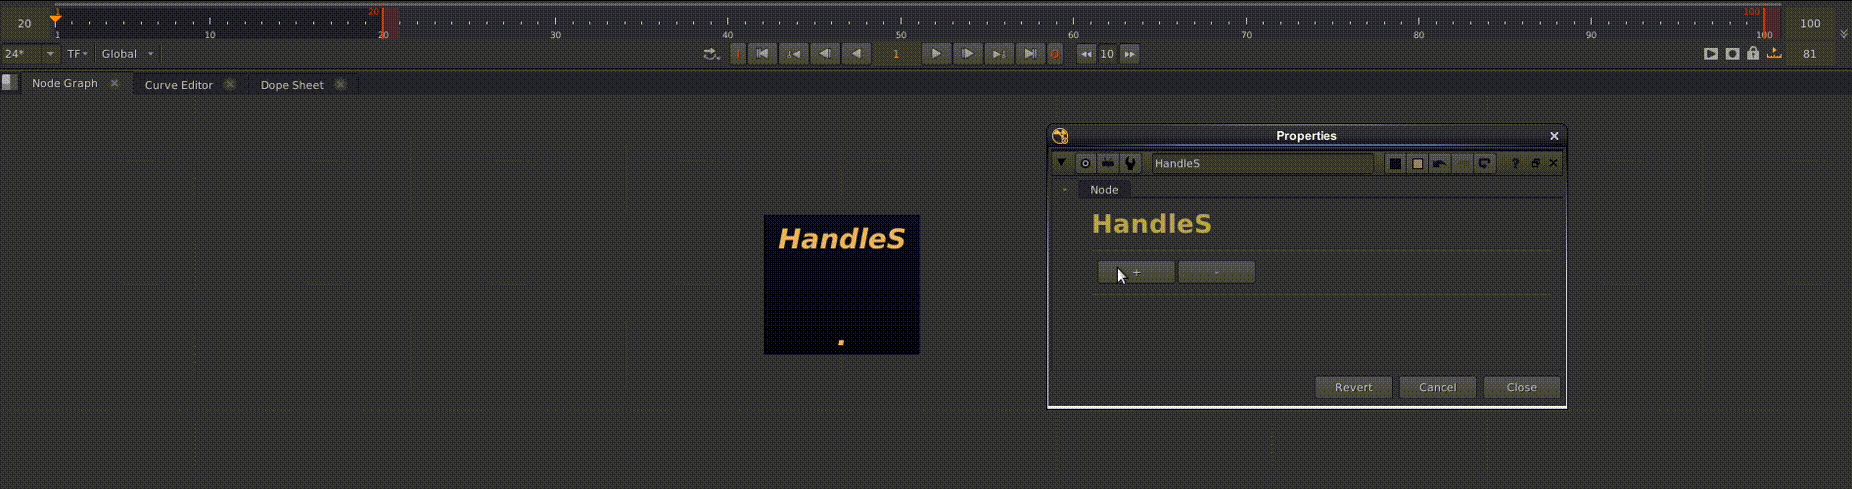 1 20 100
20 100
1 10 20 30 40 50 60 70 80 90 100
24* TF Global 1 10 81
Node Graph Curve Editor Dope Sheet
Properties
HandleS
Node
HandleS
HandleS
+ -
.
Revert Cancel Close